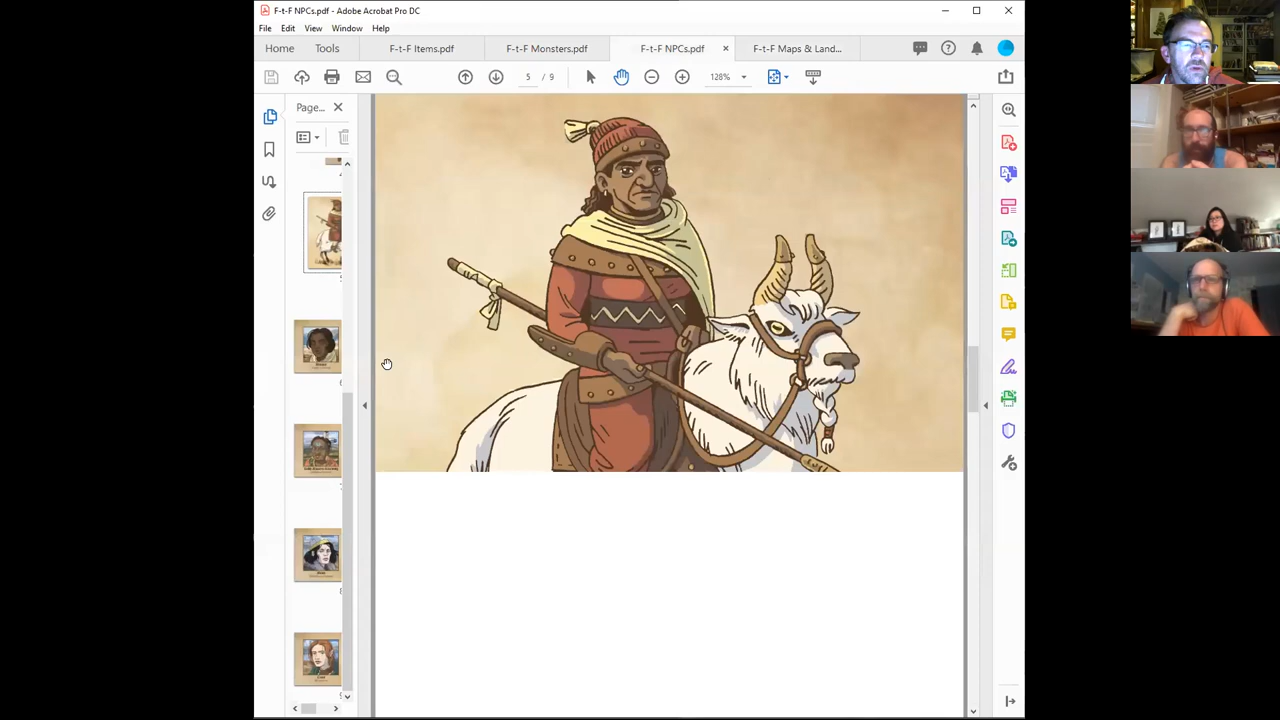 F-t-F NPCs.pdf - Adobe Acrobat Pro DC
File Edit View Window Help
Home Tools F-t-F Items.pdf F-t-F Monsters.pdf F-t-F NPCs.pdf F-t-F Maps & Land...
5 / 9 128%
Page...